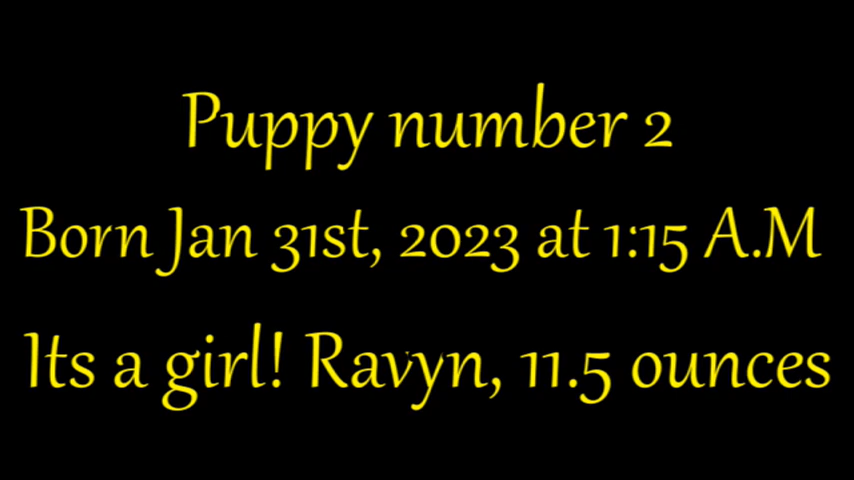 Puppy number 2
Born Jan 31st, 2023 at 1:15 A.M
Its a girl! Ravyn, 11.5 ounces